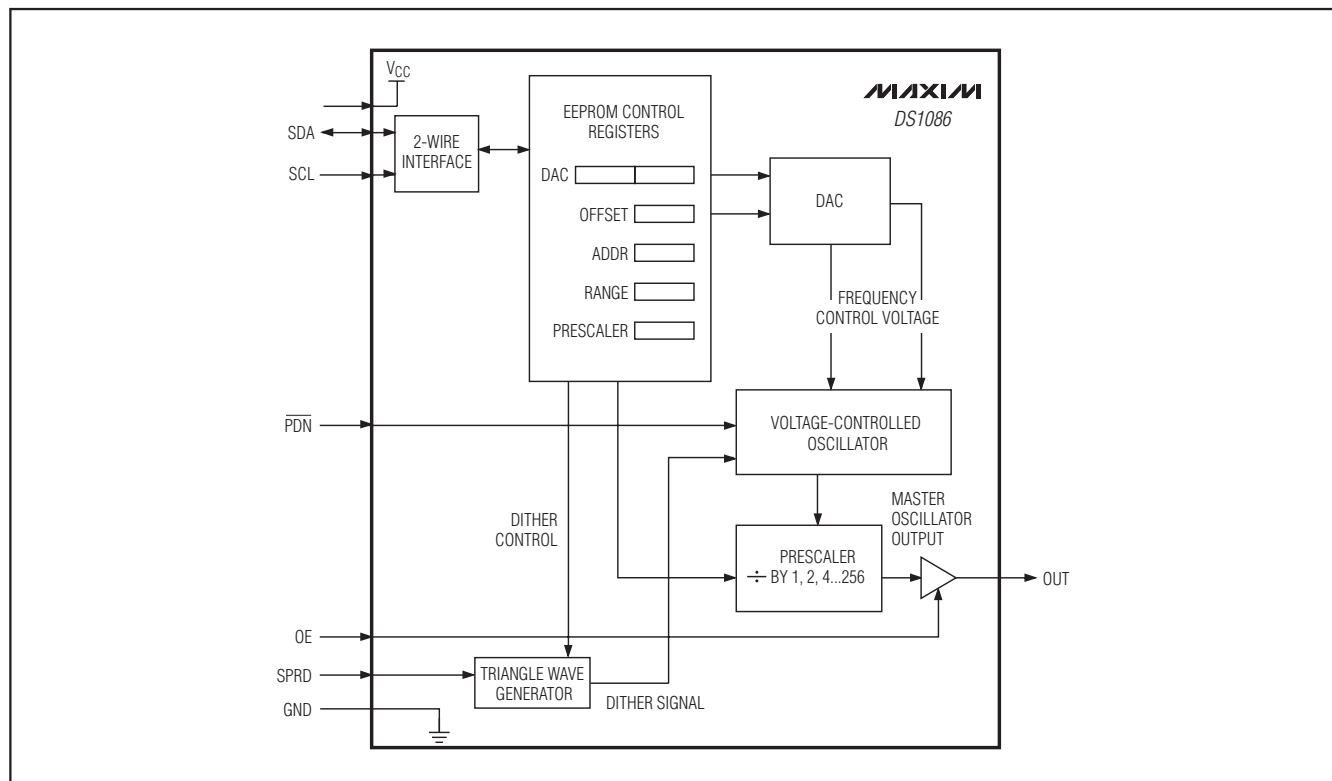 VCC
MAXIM
DS1086
SDA
SCL
2-WIRE
INTERFACE
EEPROM CONTROL
REGISTERS
DAC
OFFSET
ADDR
RANGE
PRESCALER
DAC
FREQUENCY
CONTROL VOLTAGE
PDN
VOLTAGE-CONTROLLED
OSCILLATOR
DITHER
CONTROL
MASTER
OSCILLATOR
OUTPUT
PRESCALER
÷ BY 1, 2, 4...256
OUT
OE
SPRD
TRIANGLE WAVE
GENERATOR
DITHER SIGNAL
GND